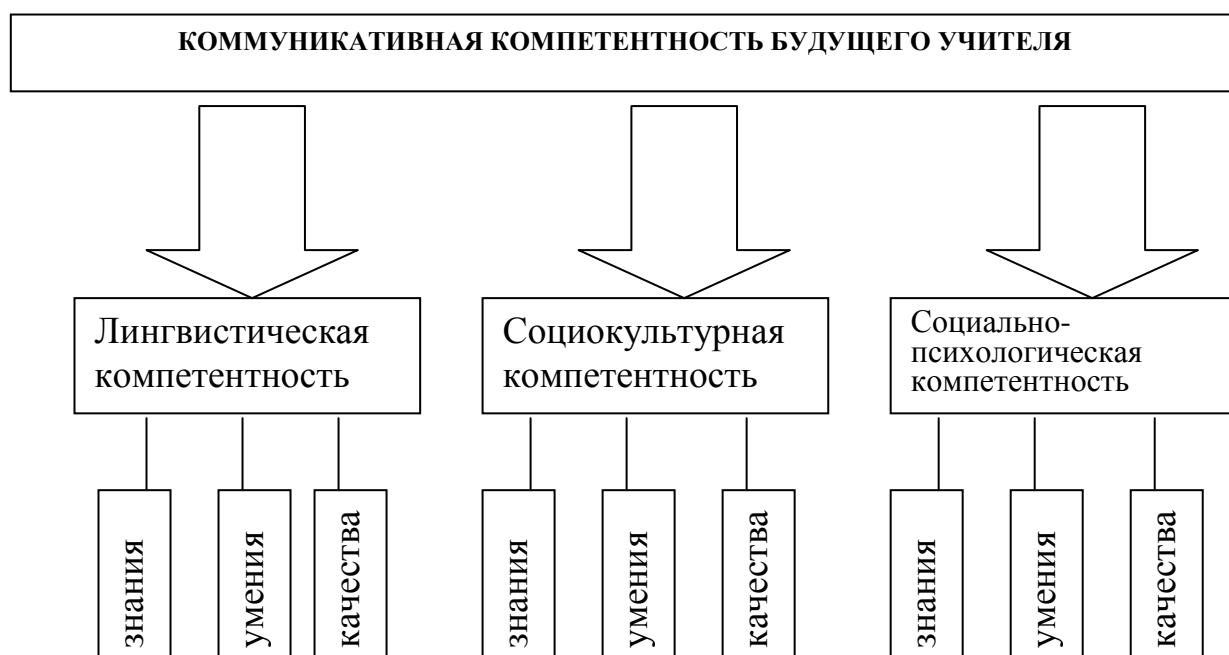 КОММУНИКАТИВНАЯ КОМПЕТЕНТНОСТЬ БУДУЩЕГО УЧИТЕЛЯ
Лингвистическая
компетентность
Социокультурная
компетентность
Социально-
психологическая
компетентность
знания
умения
качества
знания
умения
качества
знания
умения
качества